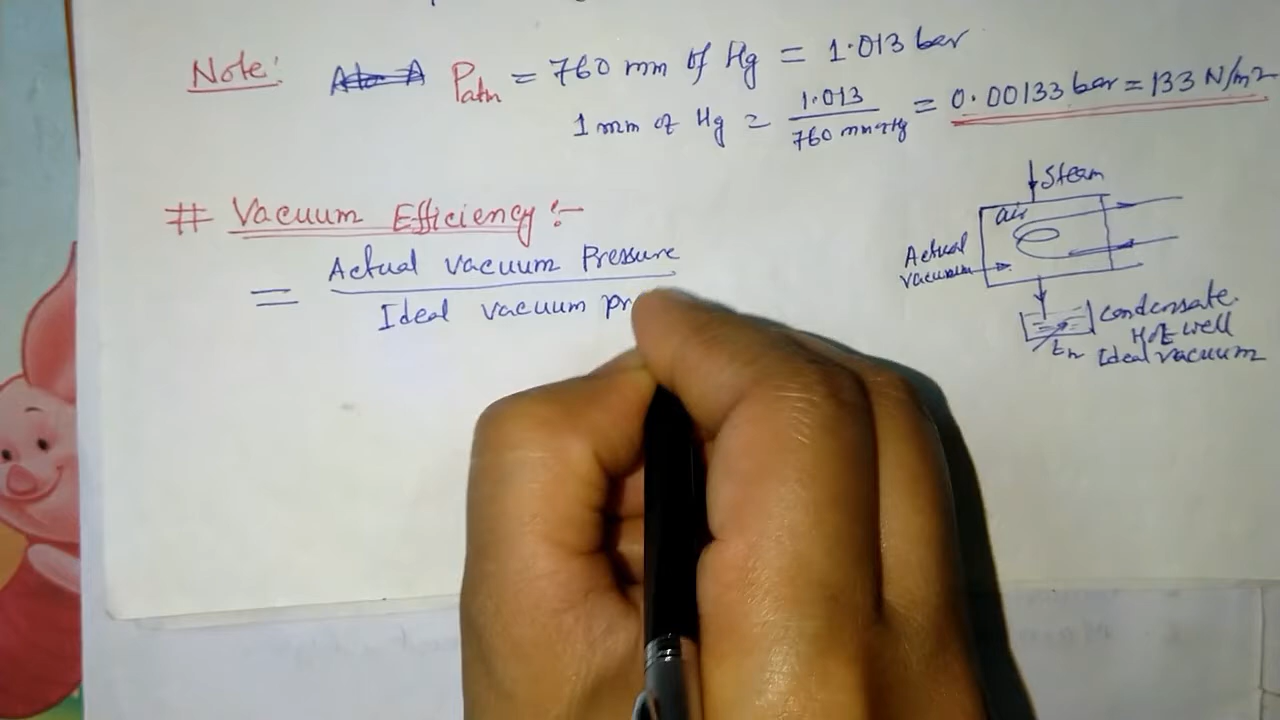 Note: Patm = 760 mm of Hg = 1.013 bar
1 mm of Hg = 1.013 / 760 mm of Hg = 0.00133 bar = 133 N/m2
# Vacuum Efficiency :-
= Actual vacuum Pressure
Ideal vacuum pr
Steam
air
Actual
vacuum
Condensate
Hot well
Ideal vacuum